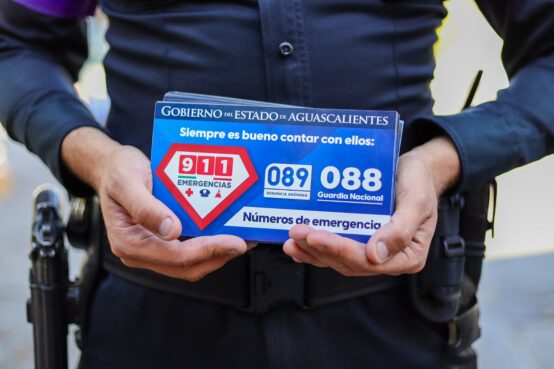 GOBIERNO DEL ESTADO DE AGUASCALIENTES
Siempre es bueno contar con ellos:
911
EMERGENCIAS
089
DENUNCIA ANÓNIMA
088
Guardia Nacional
Números de emergencia